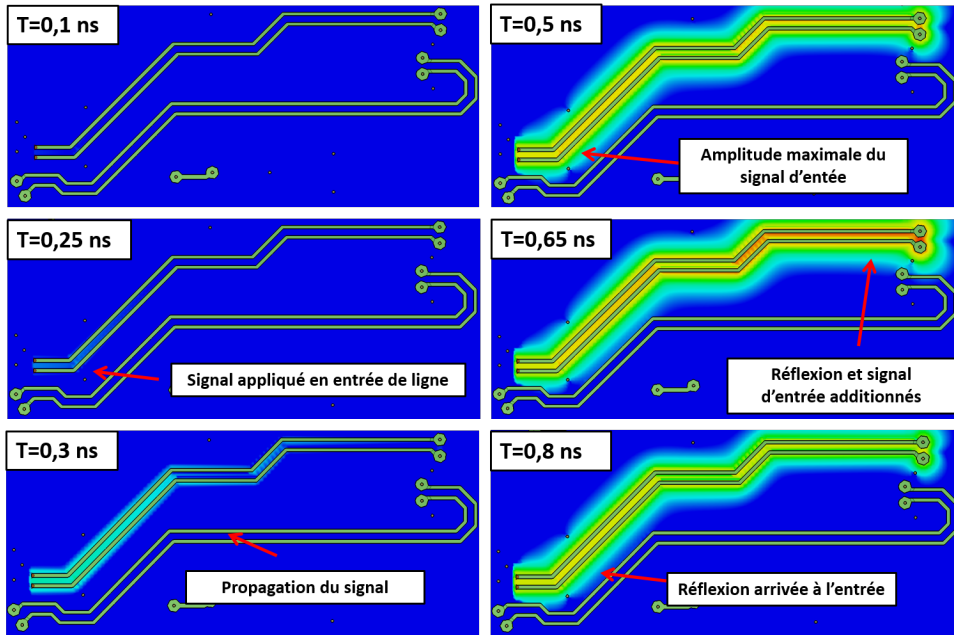 T=0,1 ns
T=0,5 ns
Amplitude maximale du
signal d'entée
T=0,25 ns
Signal appliqué en entrée de ligne
T=0,65 ns
Réflexion et signal
d'entrée additionnés
T=0,3 ns
Propagation du signal
T=0,8 ns
Réflexion arrivée à l'entrée